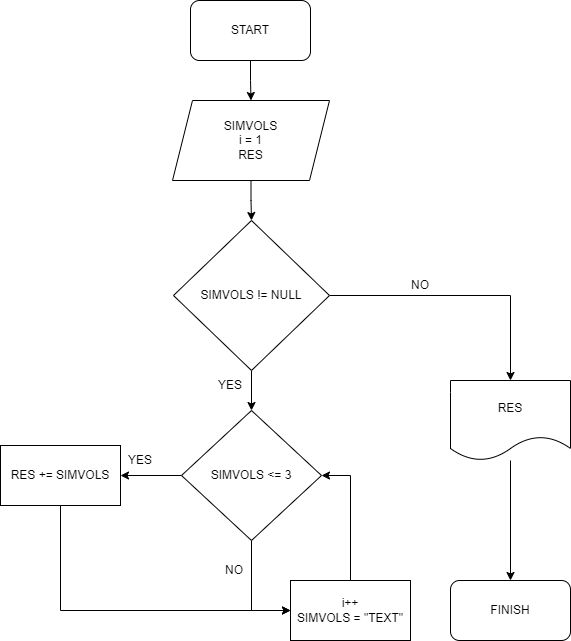 START
SIMVOLS
i = 1
RES
SIMVOLS != NULL
NO
YES
RES
SIMVOLS <= 3
YES
RES += SIMVOLS
NO
i++
SIMVOLS = "TEXT"
FINISH